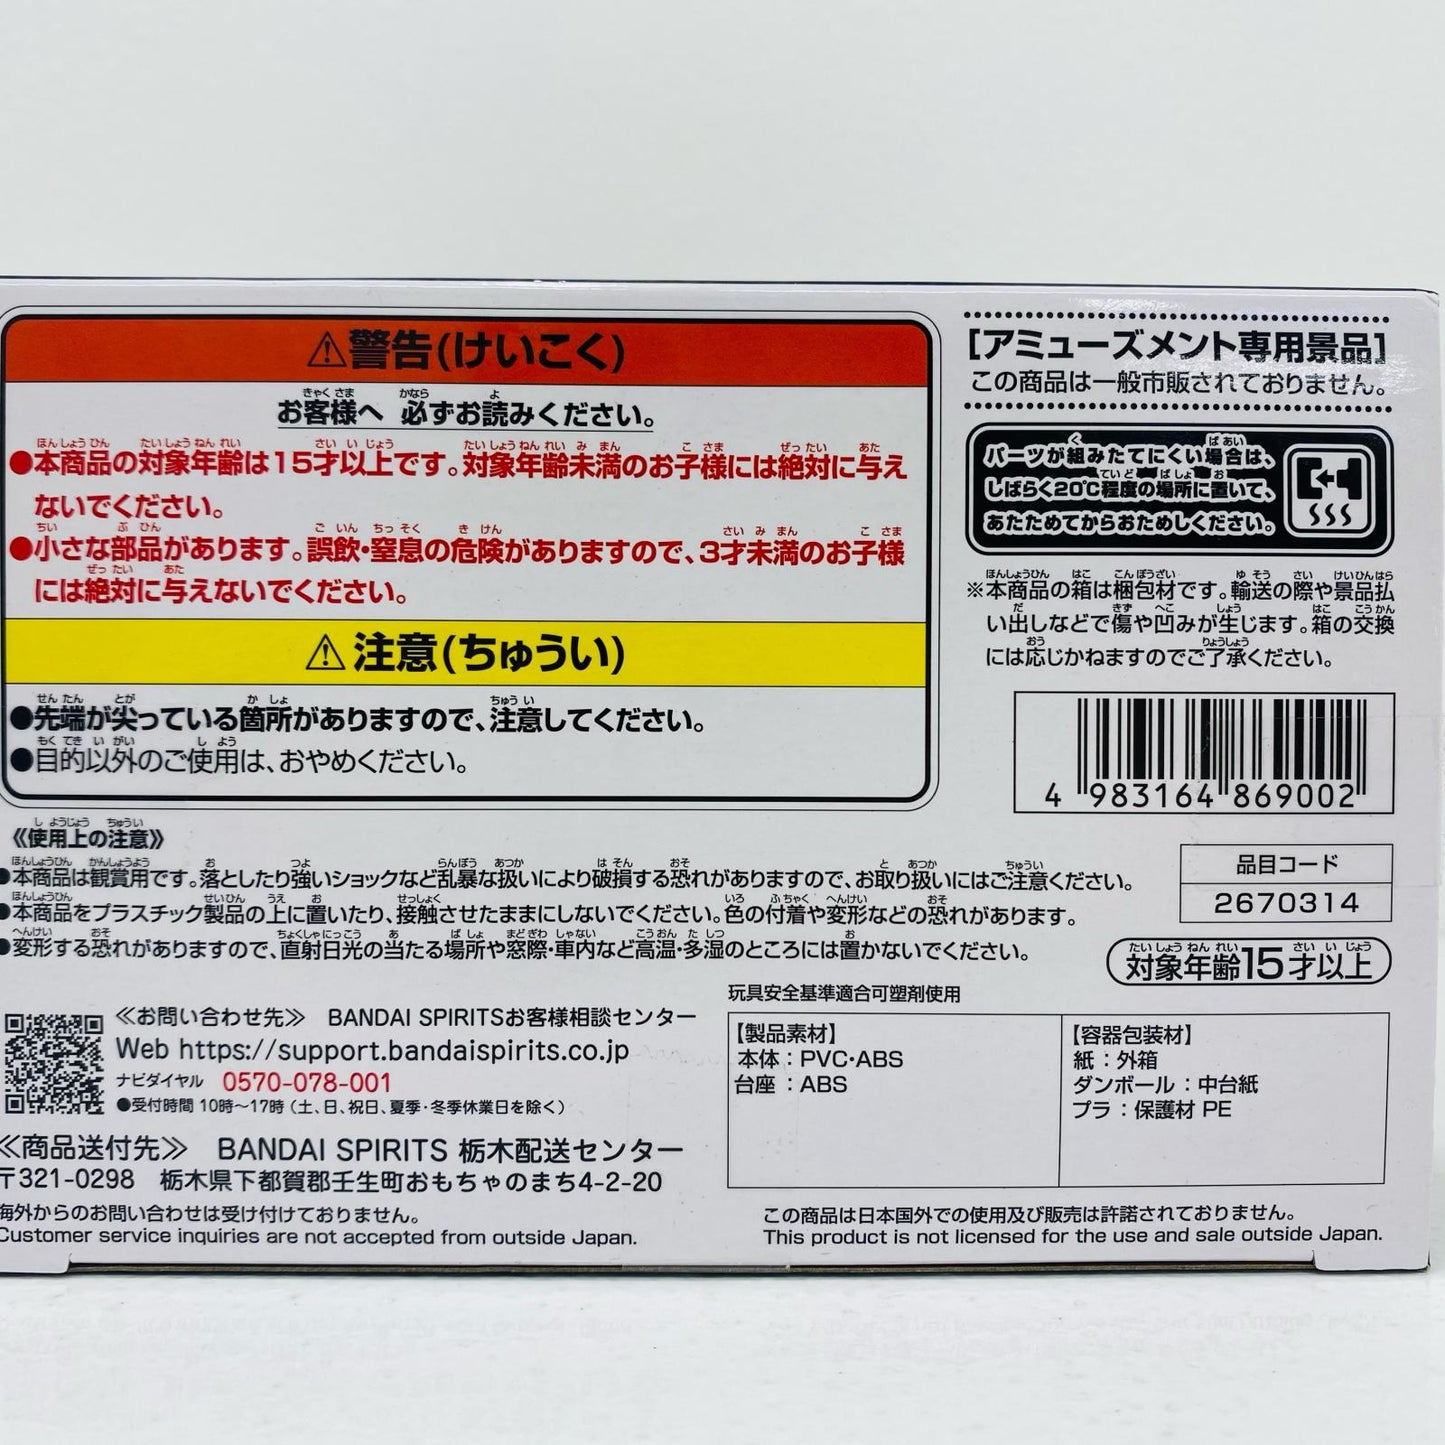 ⚠警告(けいこく)
お客様へ 必ずお読みください。
●本商品の対象年齢は15才以上です。対象年齢未満のお子様には絶対に与え
ないでください。
●小さな部品があります。誤飲・窒息の危険がありますので、3才未満のお子様
には絶対に与えないでください。
⚠注意(ちゅうい)
●先端が尖っている箇所がありますので、注意してください。
●目的以外のご使用は、おやめください。
[アミューズメント専用景品]
この商品は一般市販されておりません。
パーツが組みたてにくい場合は、
しばらく20℃程度の場所に置いて、
あたためてからおためしください。
※本商品の箱は梱包材です。輸送の際や景品払
い出しなどで傷や凹みが生じます。箱の交換
には応じかねますのでご了承ください。
4 983164 869002
品目コード
2670314
対象年齢15才以上
《使用上の注意》
●本商品は観賞用です。落としたり強いショックなど乱暴な扱いにより破損する恐れがありますので、お取り扱いにはご注意ください。
●本商品をプラスチック製品の上に置いたり、接触させたままにしないでください。色の付着や変形などの恐れがあります。
●変形する恐れがありますので、直射日光の当たる場所や窓際・車内など高温・多湿のところには置かないでください。
≪お問い合わせ先≫ BANDAI SPIRITSお客様相談センター
Web https://support.bandaispirits.co.jp
ナビダイヤル 0570-078-001
●受付時間 10時〜17時(土、日、祝日、夏季・冬季休業日を除く)
≪商品送付先≫ BANDAI SPIRITS 栃木配送センター
〒321-0298 栃木県下都賀郡壬生町おもちゃのまち4-2-20
海外からのお問い合わせは受け付けておりません。
Customer service inquiries are not accepted from outside Japan.
玩具安全基準適合可塑剤使用
【製品素材】
本体：PVC・ABS
台座：ABS
【容器包装材】
紙：外箱
ダンボール：中台紙
プラ：保護材 PE
この商品は日本国外での使用及び販売は許諾されておりません。
This product is not licensed for the use and sale outside Japan.